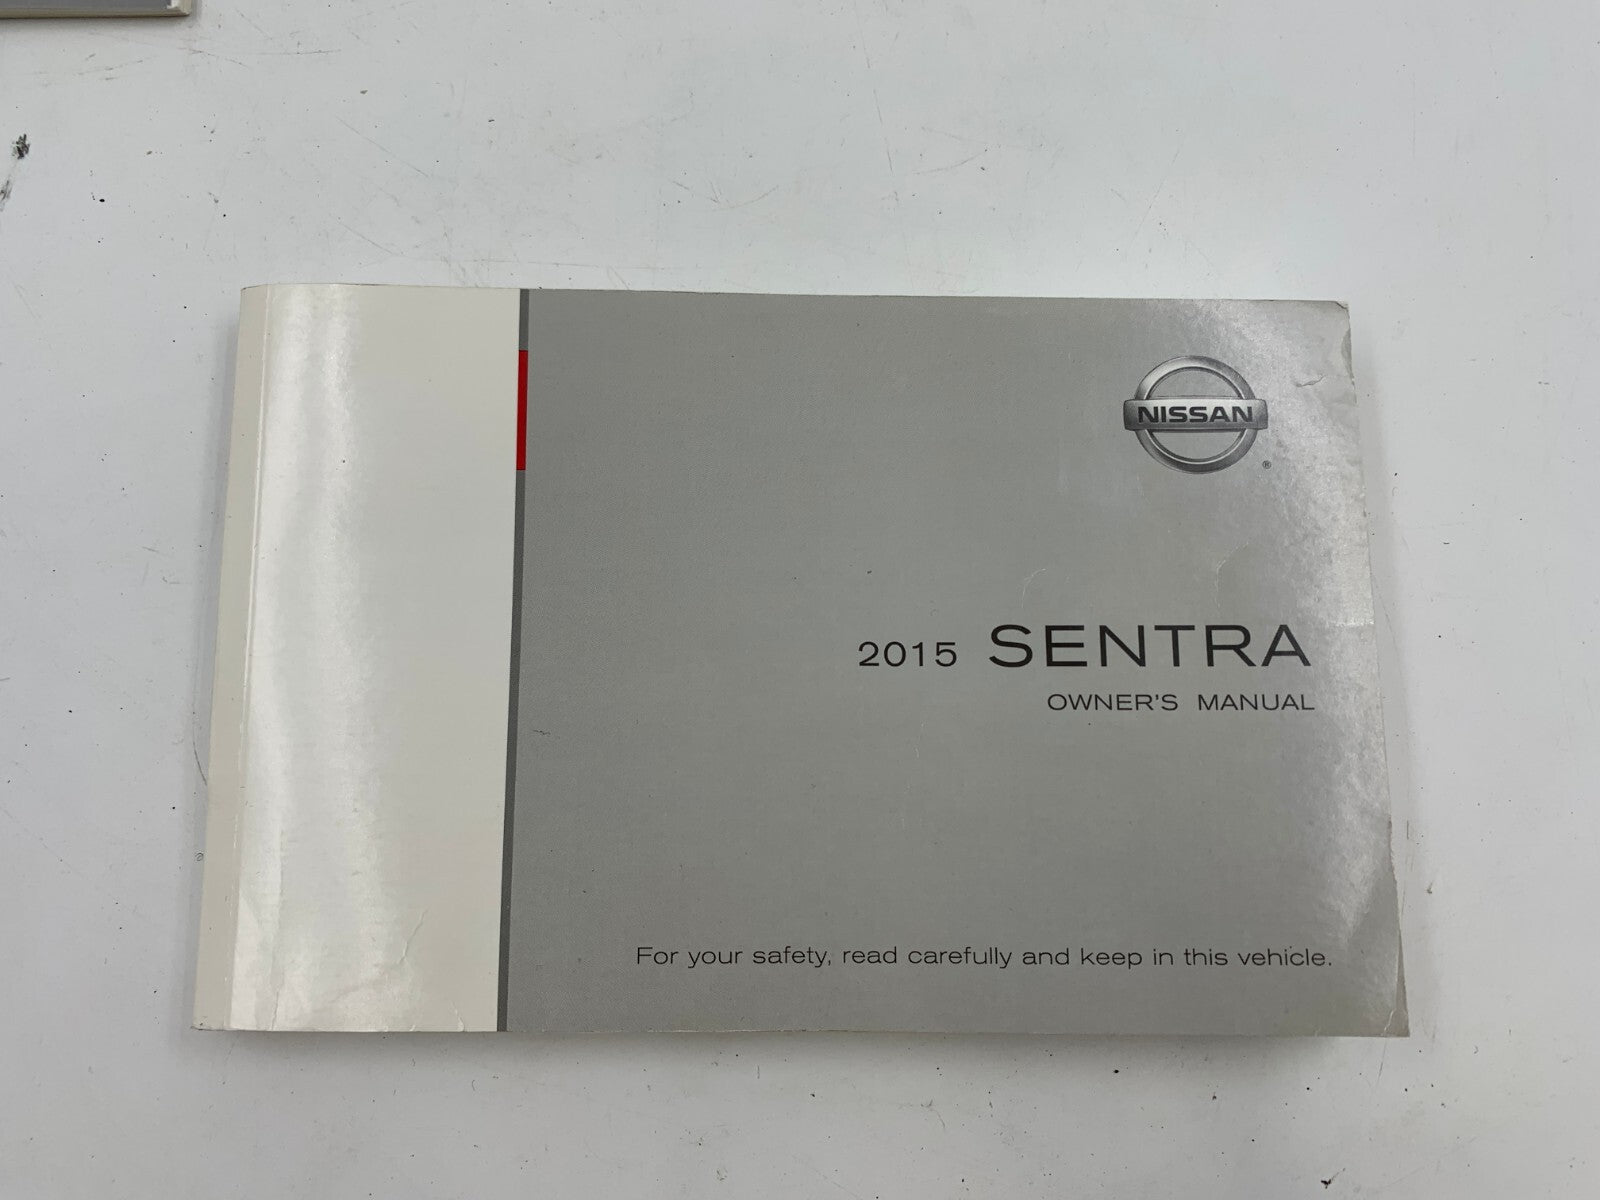 NISSAN
®
2015 SENTRA
OWNER'S MANUAL
For your safety, read carefully and keep in this vehicle.